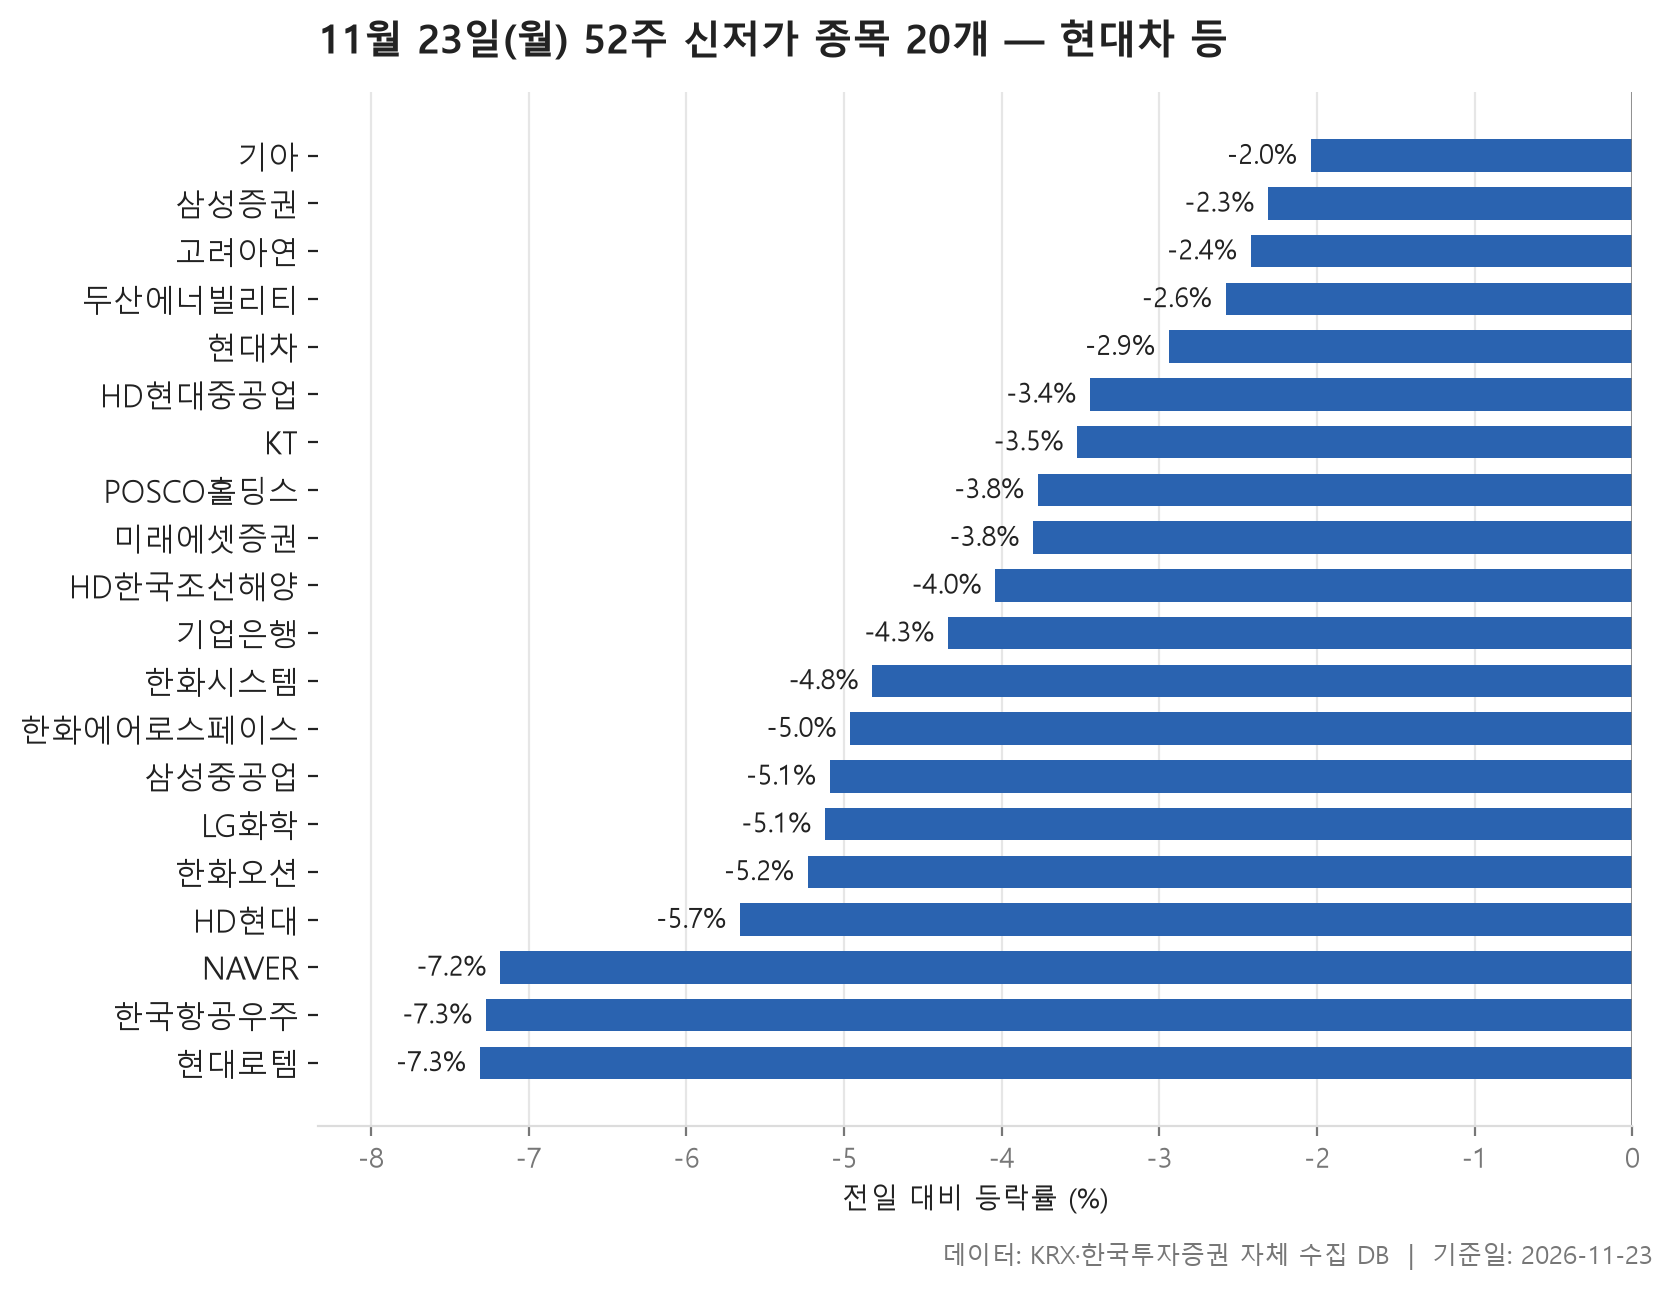 11월 23일(월) 52주 신저가 종목 20개 — 현대차 등
기아 -2.0%
삼성증권 -2.3%
고려아연 -2.4%
두산에너빌리티 -2.6%
현대차 -2.9%
HD현대중공업 -3.4%
KT -3.5%
POSCO홀딩스 -3.8%
미래에셋증권 -3.8%
HD한국조선해양 -4.0%
기업은행 -4.3%
한화시스템 -4.8%
한화에어로스페이스 -5.0%
삼성중공업 -5.1%
LG화학 -5.1%
한화오션 -5.2%
HD현대 -5.7%
NAVER -7.2%
한국항공우주 -7.3%
현대로템 -7.3%
-8 -7 -6 -5 -4 -3 -2 -1 0
전일 대비 등락률 (%)
데이터: KRX·한국투자증권 자체 수집 DB | 기준일: 2026-11-23